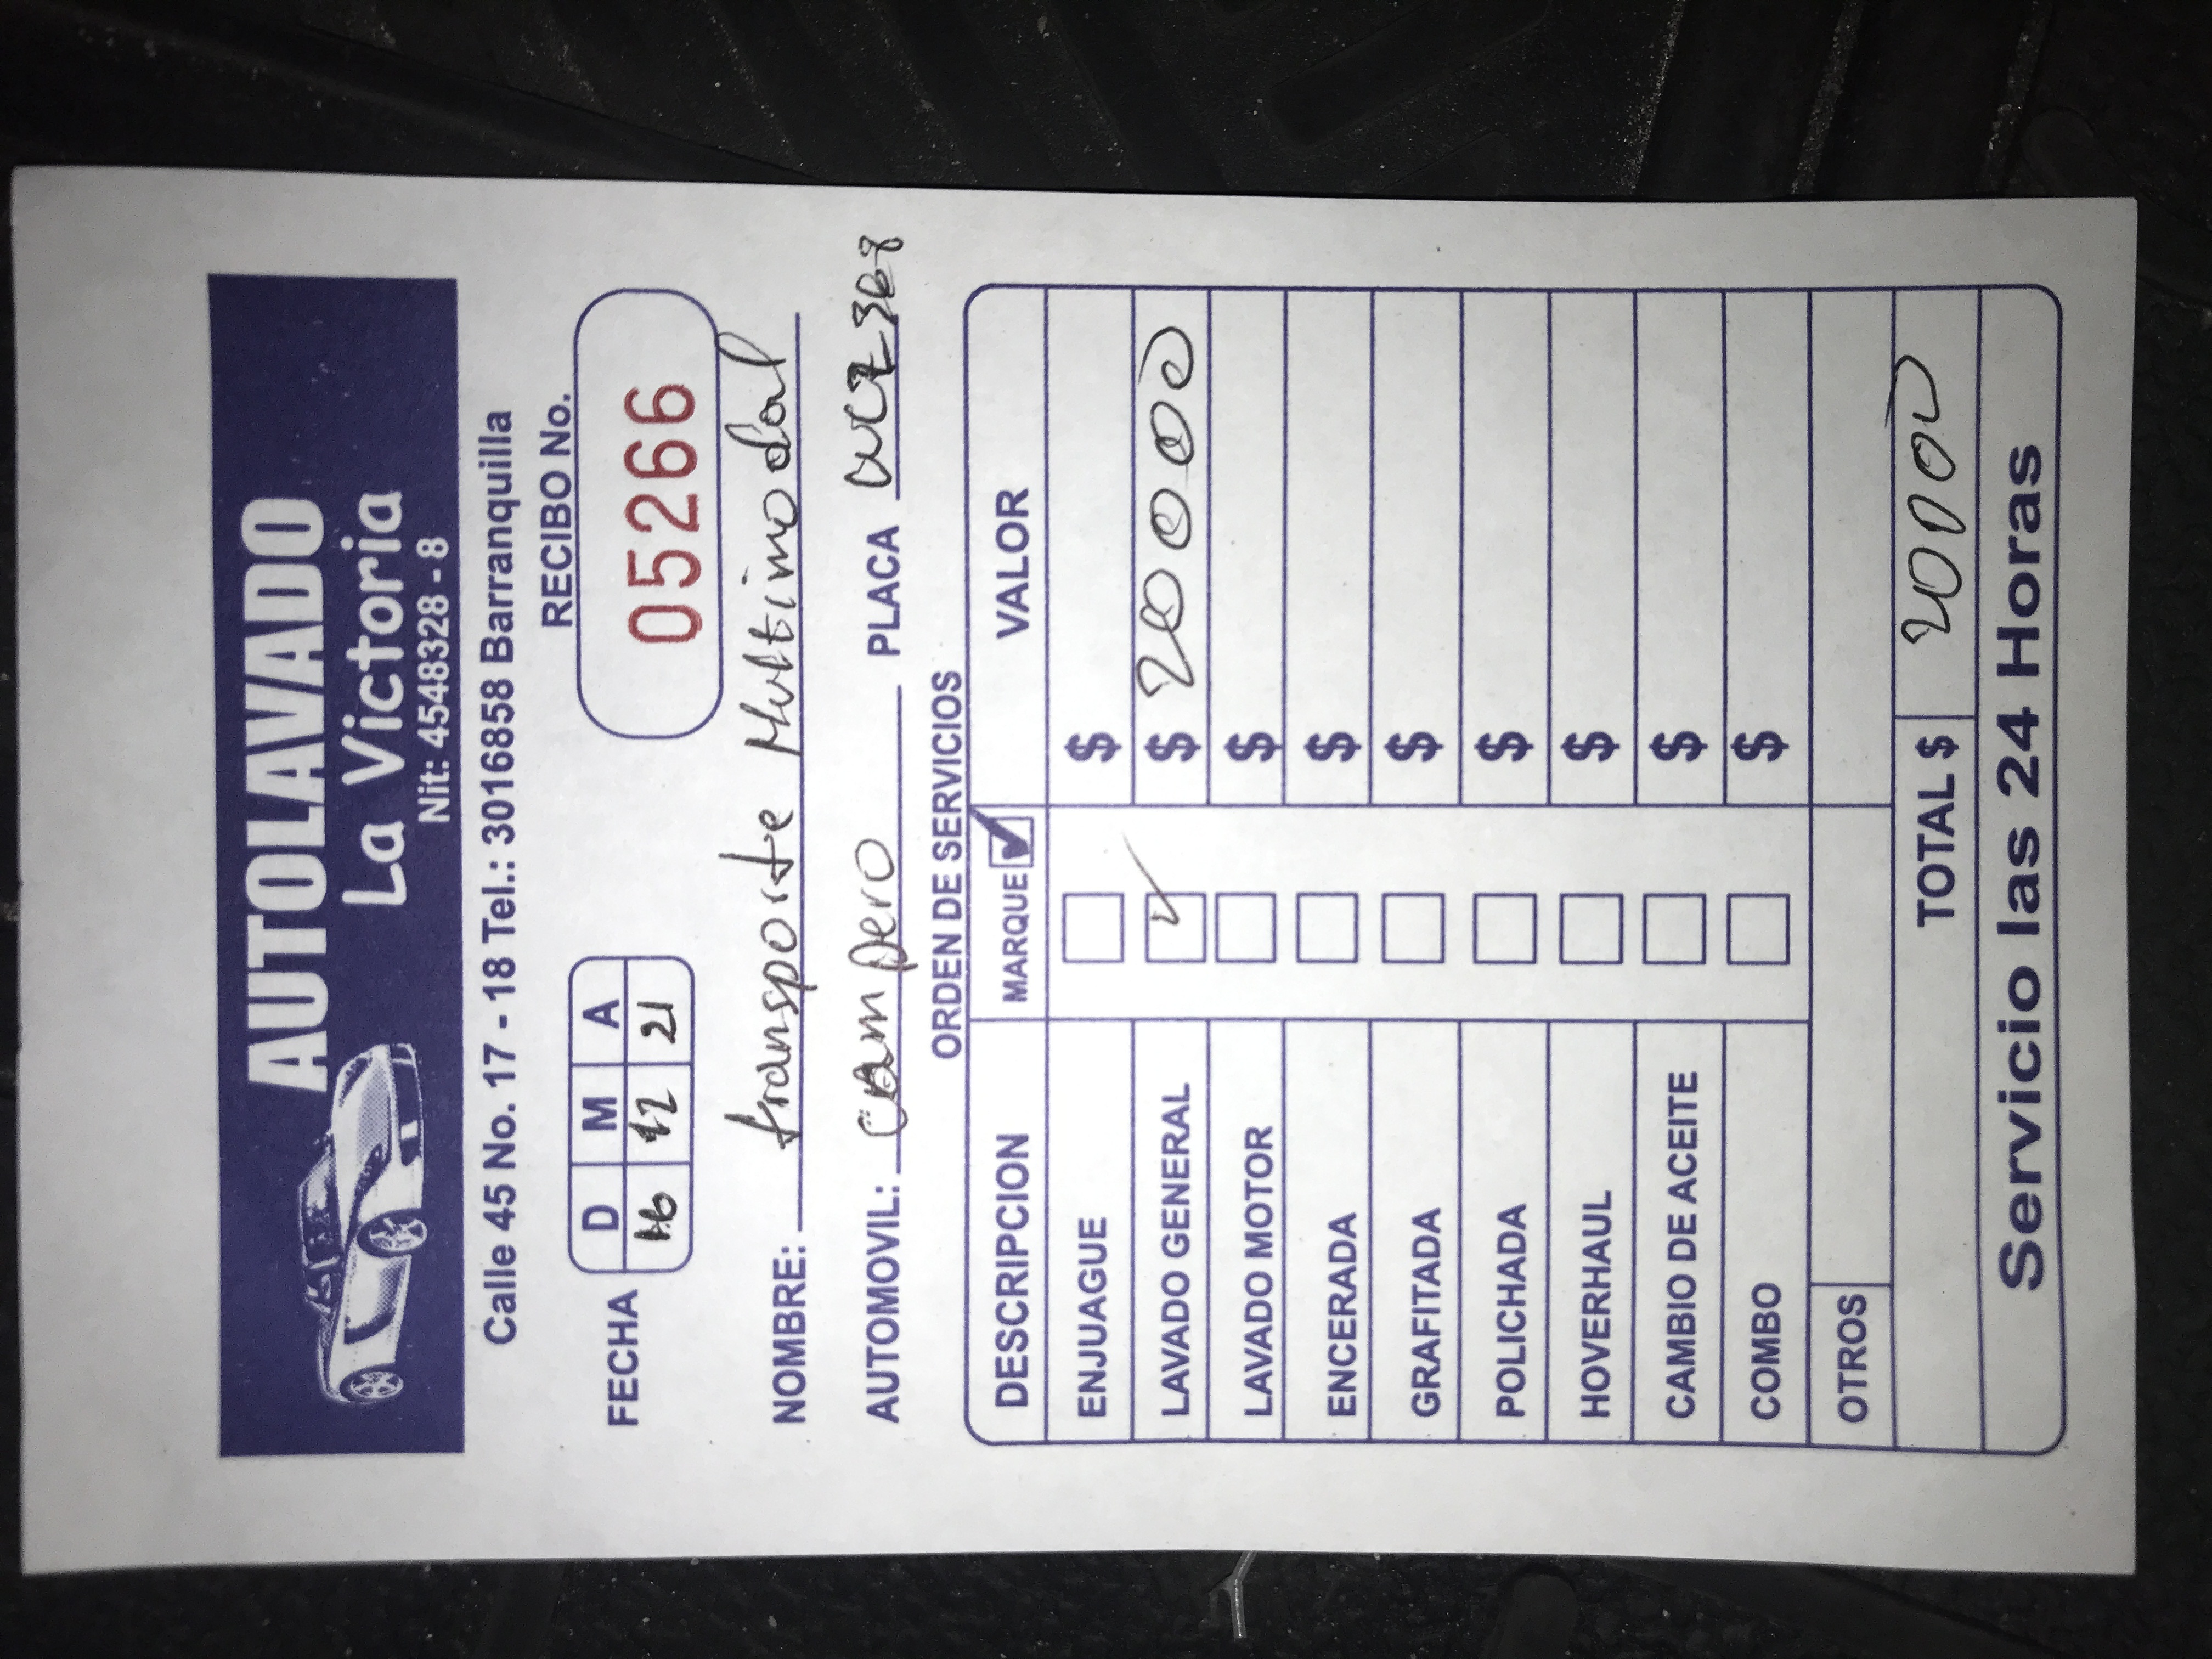 AUTOLAVADO
La Victoria
Nit: 4548328 - 8
Calle 45 No. 17 - 18 Tel.: 30168858 Barranquilla
RECIBO No.
05266
FECHA D M A
16 12 21
NOMBRE: transporte Multimodal
AUTOMOVIL: campero PLACA
ORDEN DE SERVICIOS
DESCRIPCION MARQUE VALOR
ENJUAGUE $
LAVADO GENERAL ✓ $ 20000
LAVADO MOTOR $
ENCERADA $
GRAFITADA $
POLICHADA $
HOVERHAUL $
CAMBIO DE ACEITE $
COMBO $
OTROS
TOTAL $ 20000
Servicio las 24 Horas